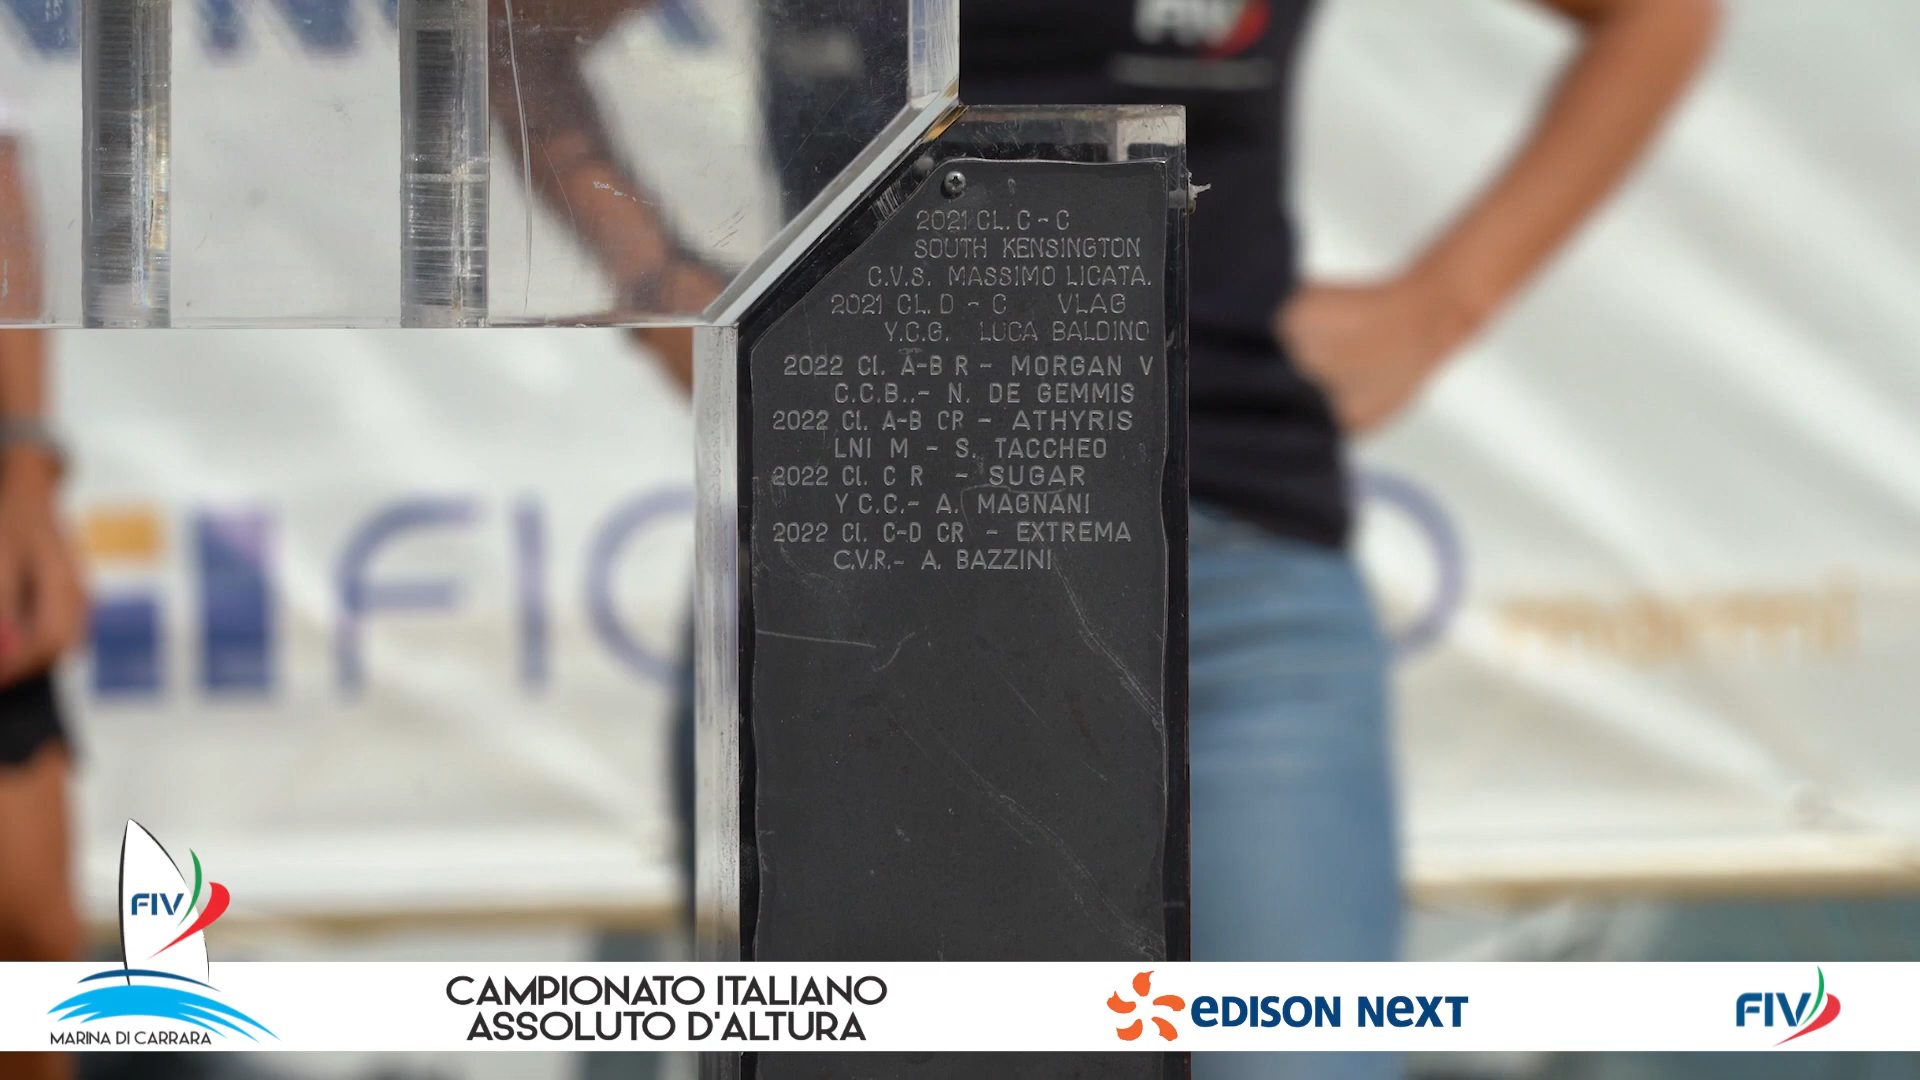 FIV
2021 CL. C - C
SOUTH KENSINGTON
C.V.S. MASSIMO LICATA.
2021 CL. D - C VLAG
Y.C.G. LUCA BALDINO
2022 Cl. A-B R - MORGAN V
C.C.B..- N. DE GEMMIS
2022 Cl. A-B CR - ATHYRIS
LNI M - S. TACCHEO
2022 Cl. C R - SUGAR
Y C.C.- A. MAGNANI
2022 Cl. C-D CR - EXTREMA
C.V.R.- A. BAZZINI
FIV
MARINA DI CARRARA
CAMPIONATO ITALIANO
ASSOLUTO D'ALTURA
eDISON NeXT
FIV